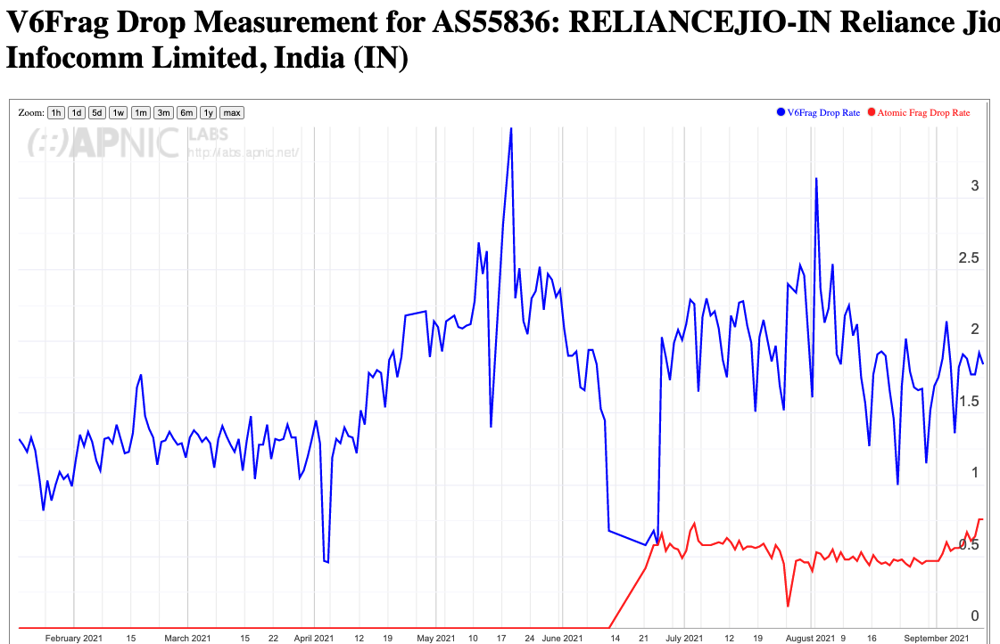 V6Frag Drop Measurement for AS55836: RELIANCEJIO-IN Reliance Jio
Infocomm Limited, India (IN)
Zoom: 1h 1d 5d 1w 1m 3m 6m 1y max
V6Frag Drop Rate Atomic Frag Drop Rate
(::)APNIC LABS
http://labs.apnic.net/
3
2.5
2
1.5
1
0.5
0
February 2021 15 March 2021 15 22 April 2021 12 19 May 2021 10 17 24 June 2021 14 21 July 2021 12 19 August 2021 9 16 September 2021